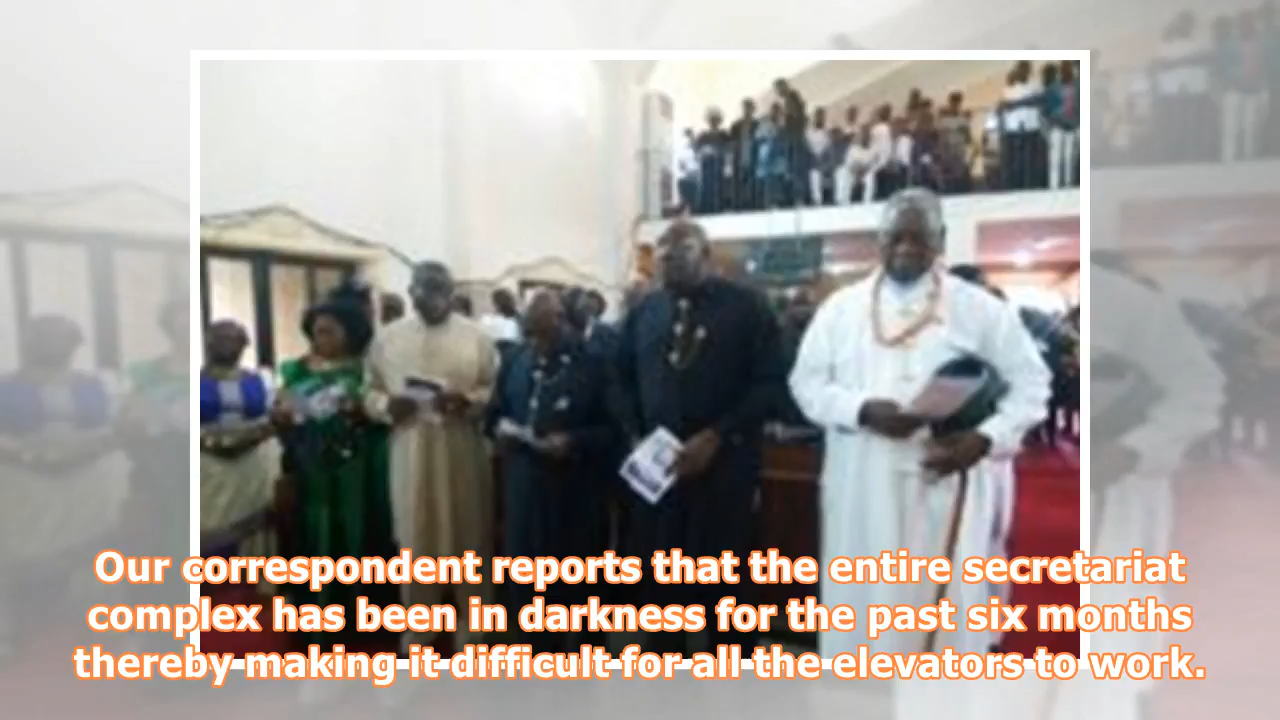 Our correspondent reports that the entire secretariat
complex has been in darkness for the past six months
thereby making it difficult for all the elevators to work.